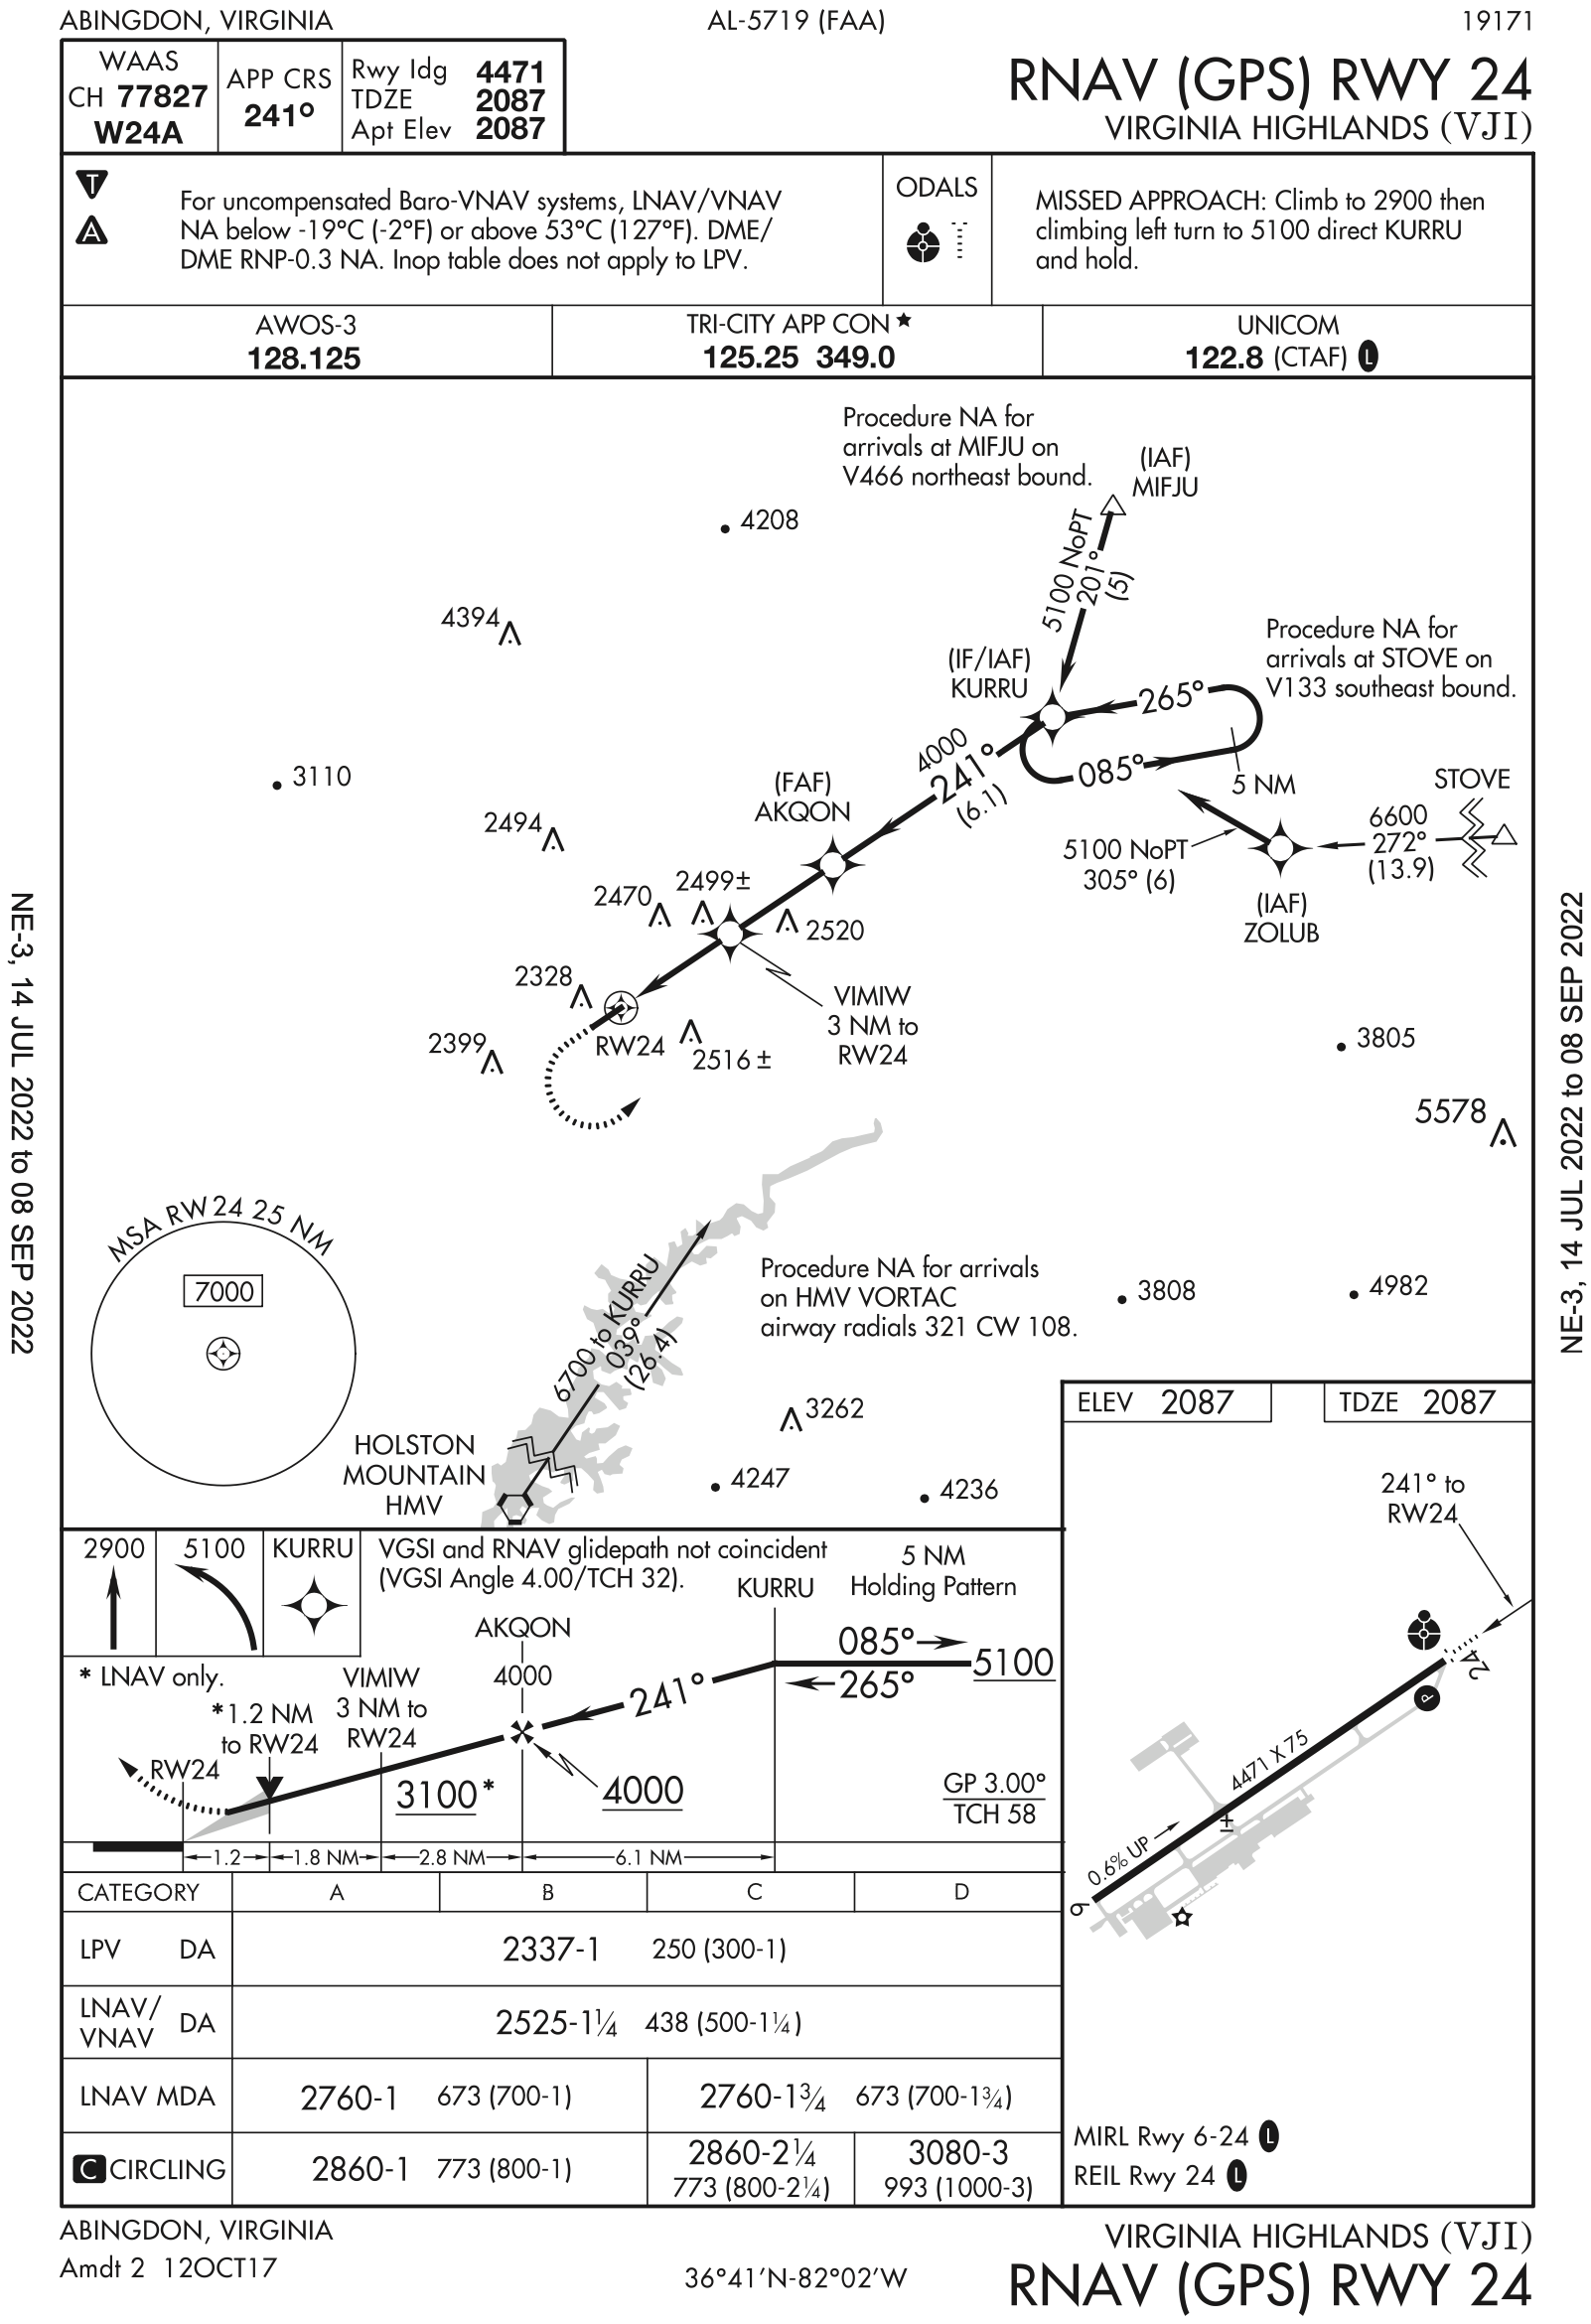 ABINGDON, VIRGINIA
AL-5719 (FAA)
19171
WAAS
CH 77827
W24A
APP CRS
241°
Rwy Idg 4471
TDZE 2087
Apt Elev 2087
RNAV (GPS) RWY 24
VIRGINIA HIGHLANDS (VJI)
T
A
For uncompensated Baro-VNAV systems, LNAV/VNAV
NA below -19°C (-2°F) or above 53°C (127°F). DME/
DME RNP-0.3 NA. Inop table does not apply to LPV.
ODALS
MISSED APPROACH: Climb to 2900 then
climbing left turn to 5100 direct KURRU
and hold.
AWOS-3
128.125
TRI-CITY APP CON ★
125.25 349.0
UNICOM
122.8 (CTAF) L
Procedure NA for
arrivals at MIFJU on
V466 northeast bound.
(IAF)
MIFJU
4208
5100 NoPT
201°
(5)
4394
Procedure NA for
arrivals at STOVE on
V133 southeast bound.
(IF/IAF)
KURRU
265°
085°
5 NM
4000
241°
(6.1)
3110
(FAF)
AKQON
STOVE
6600
272°
(13.9)
5100 NoPT
305° (6)
(IAF)
ZOLUB
2494
2499±
2470
2520
2328
VIMIW
3 NM to
RW24
RW24
2399
2516 ±
3805
5578
NE-3, 14 JUL 2022 to 08 SEP 2022
NE-3, 14 JUL 2022 to 08 SEP 2022
MSA RW 24 25 NM
7000
6700 to KURRU
039°
(26.4)
Procedure NA for arrivals
on HMV VORTAC
airway radials 321 CW 108.
3808
4982
3262
HOLSTON
MOUNTAIN
HMV
4247
4236
ELEV 2087
TDZE 2087
241° to
RW24
24
P
4471 X 75
0.6% UP
±
6
MIRL Rwy 6-24 L
REIL Rwy 24 L
2900
5100
KURRU
VGSI and RNAV glidepath not coincident
(VGSI Angle 4.00/TCH 32).
5 NM
Holding Pattern
KURRU
AKQON
4000
085°
265°
5100
241°
* LNAV only.
VIMIW
3 NM to
RW24
*1.2 NM
to RW24
RW24
3100*
4000
GP 3.00°
TCH 58
1.2
1.8 NM
2.8 NM
6.1 NM
CATEGORY A B C D
LPV DA 2337-1 250 (300-1)
LNAV/
VNAV DA 2525-1¼ 438 (500-1¼)
LNAV MDA 2760-1 673 (700-1) 2760-1¾ 673 (700-1¾)
C CIRCLING 2860-1 773 (800-1)
2860-2¼
773 (800-2¼)
3080-3
993 (1000-3)
ABINGDON, VIRGINIA
Amdt 2 12OCT17
36°41'N-82°02'W
VIRGINIA HIGHLANDS (VJI)
RNAV (GPS) RWY 24